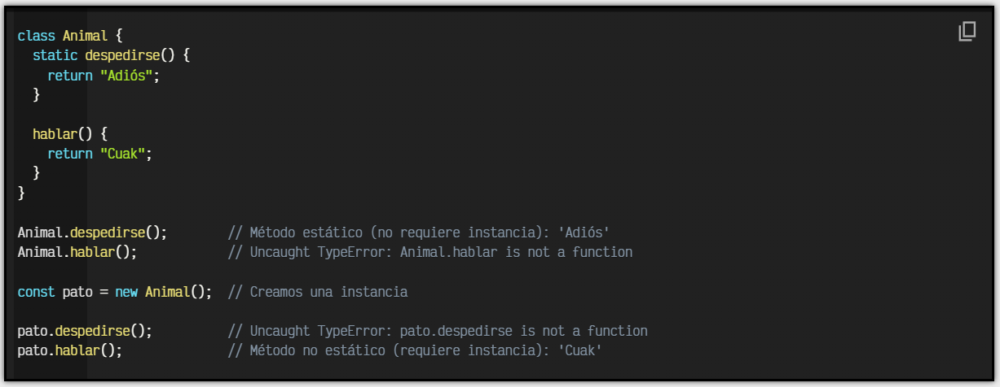 class Animal {
  static despedirse() {
    return "Adiós";
  }

  hablar() {
    return "Cuak";
  }
}

Animal.despedirse();        // Método estático (no requiere instancia): 'Adiós'
Animal.hablar();            // Uncaught TypeError: Animal.hablar is not a function

const pato = new Animal();  // Creamos una instancia

pato.despedirse();          // Uncaught TypeError: pato.despedirse is not a function
pato.hablar();              // Método no estático (requiere instancia): 'Cuak'